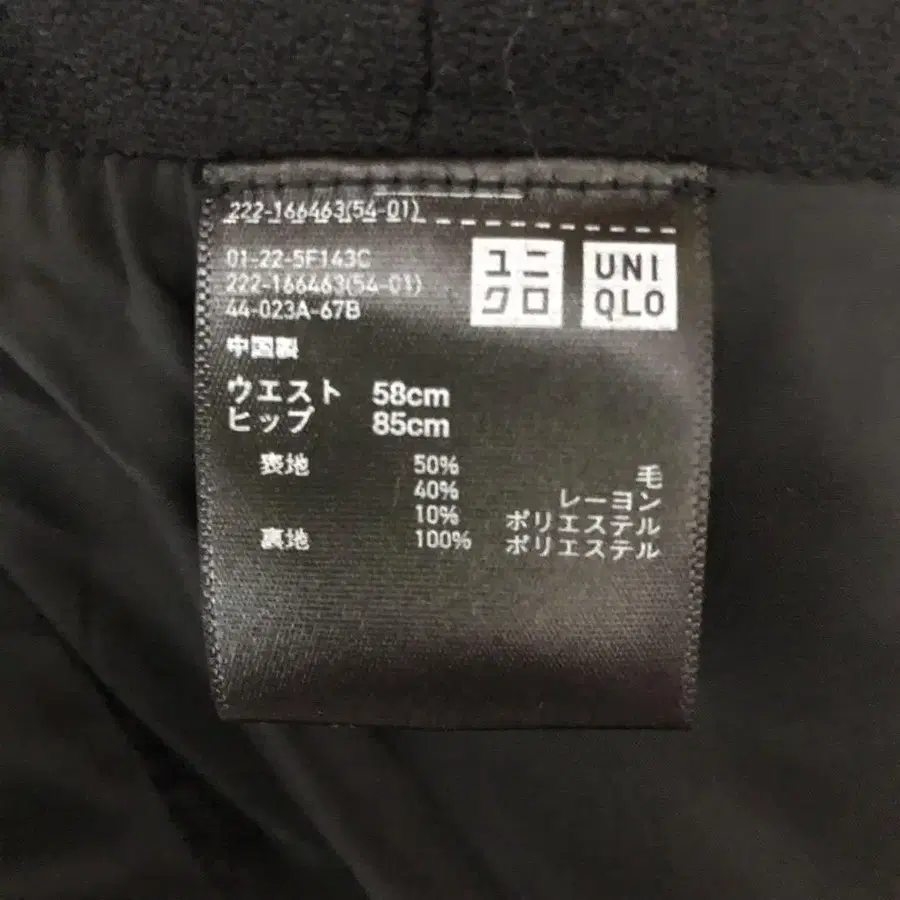 222-166463(54-01)
01-22-5F143C
222-166463(54-01)
44-023A-67B
ユニ
クロ
UNI
QLO
中国製
ウエスト 58cm
ヒップ 85cm
表地 50% 毛
40% レーヨン
10% ポリエステル
裏地 100% ポリエステル